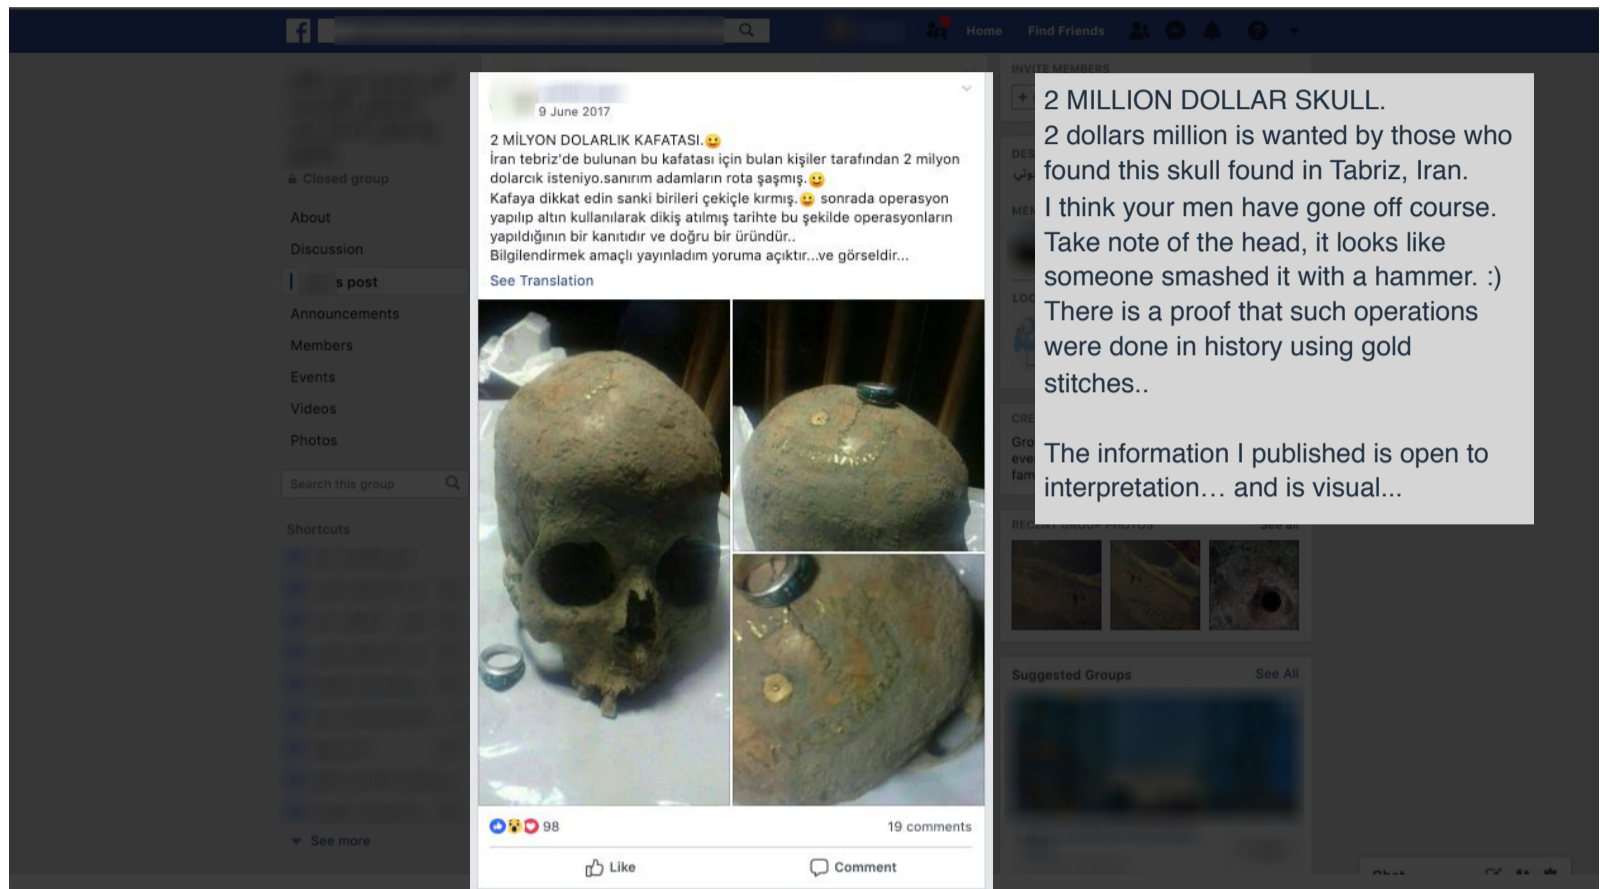 Home
Find Friends
Closed group
About
Discussion
s post
Announcements
Members
Events
Videos
Photos
Search this group
Shortcuts
See more
9 June 2017
2 MİLYON DOLARLIK KAFATASI.😀
İran tebriz'de bulunan bu kafatası için bulan kişiler tarafından 2 milyon
dolarcık isteniyo.sanırım adamların rota şaşmış.😀
Kafaya dikkat edin sanki birileri çekiçle kırmış.😀 sonrada operasyon
yapılıp altın kullanılarak dikiş atılmış tarihte bu şekilde operasyonların
yapıldığının bir kanıtıdır ve doğru bir üründür..
Bilgilendirmek amaçlı yayınladım yoruma açıktır...ve görseldir...
See Translation
98
19 comments
Like
Comment
INVITE MEMBERS
2 MILLION DOLLAR SKULL.
2 dollars million is wanted by those who
found this skull found in Tabriz, Iran.
I think your men have gone off course.
Take note of the head, it looks like
someone smashed it with a hammer. :)
There is a proof that such operations
were done in history using gold
stitches..
The information I published is open to
interpretation... and is visual...
RECENT GROUP PHOTOS
See all
Suggested Groups
See All
Chat